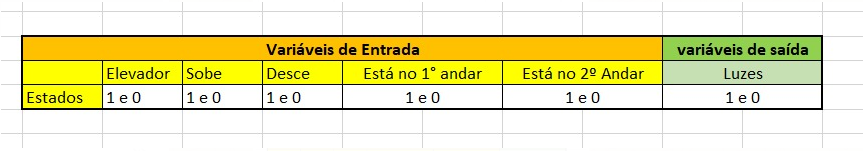 Variáveis de Entrada variáveis de saída
Elevador Sobe Desce Está no 1° andar Está no 2º Andar Luzes
Estados 1 e 0 1 e 0 1 e 0 1 e 0 1 e 0 1 e 0